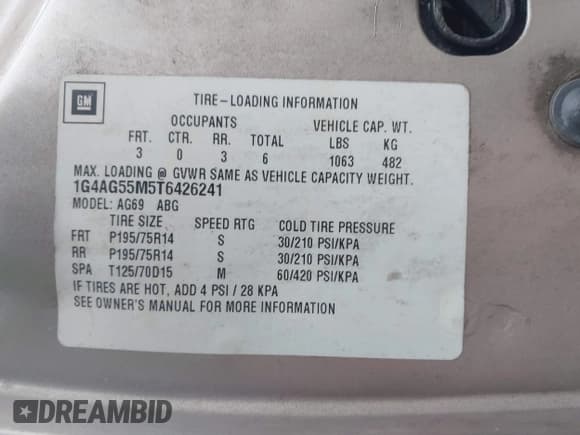 GM
TIRE-LOADING INFORMATION
OCCUPANTS VEHICLE CAP. WT.
FRT. CTR. RR. TOTAL LBS KG
3 0 3 6 1063 482
MAX. LOADING @ GVWR SAME AS VEHICLE CAPACITY WEIGHT.
1G4AG55M5T6426241
MODEL: AG69 ABG
TIRE SIZE SPEED RTG COLD TIRE PRESSURE
FRT P195/75R14 S 30/210 PSI/KPA
RR P195/75R14 S 30/210 PSI/KPA
SPA T125/70D15 M 60/420 PSI/KPA
IF TIRES ARE HOT, ADD 4 PSI / 28 KPA
SEE OWNER'S MANUAL FOR MORE INFORMATION
DREAMBID